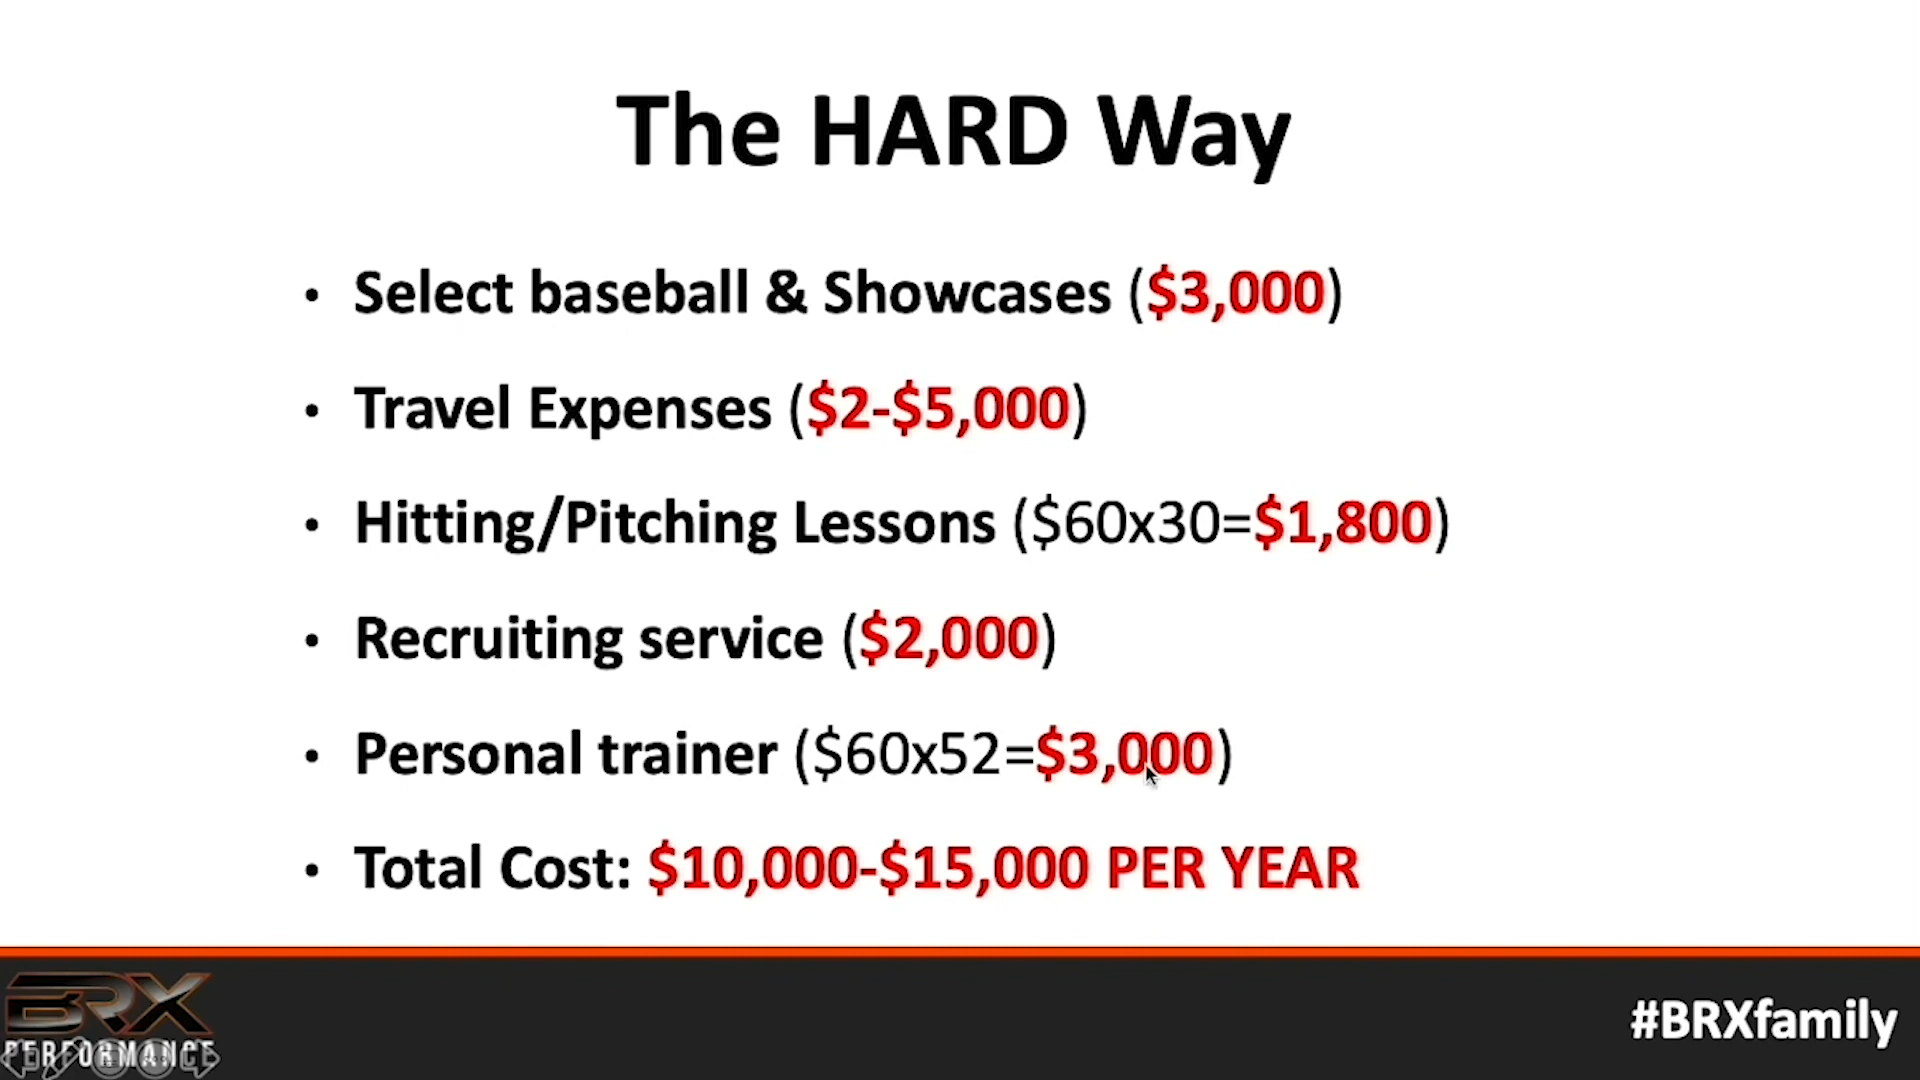 The HARD Way
• Select baseball & Showcases ($3,000)
• Travel Expenses ($2-$5,000)
• Hitting/Pitching Lessons ($60x30=$1,800)
• Recruiting service ($2,000)
• Personal trainer ($60x52=$3,000)
• Total Cost: $10,000-$15,000 PER YEAR
BRX
PERFORMANCE
#BRXfamily